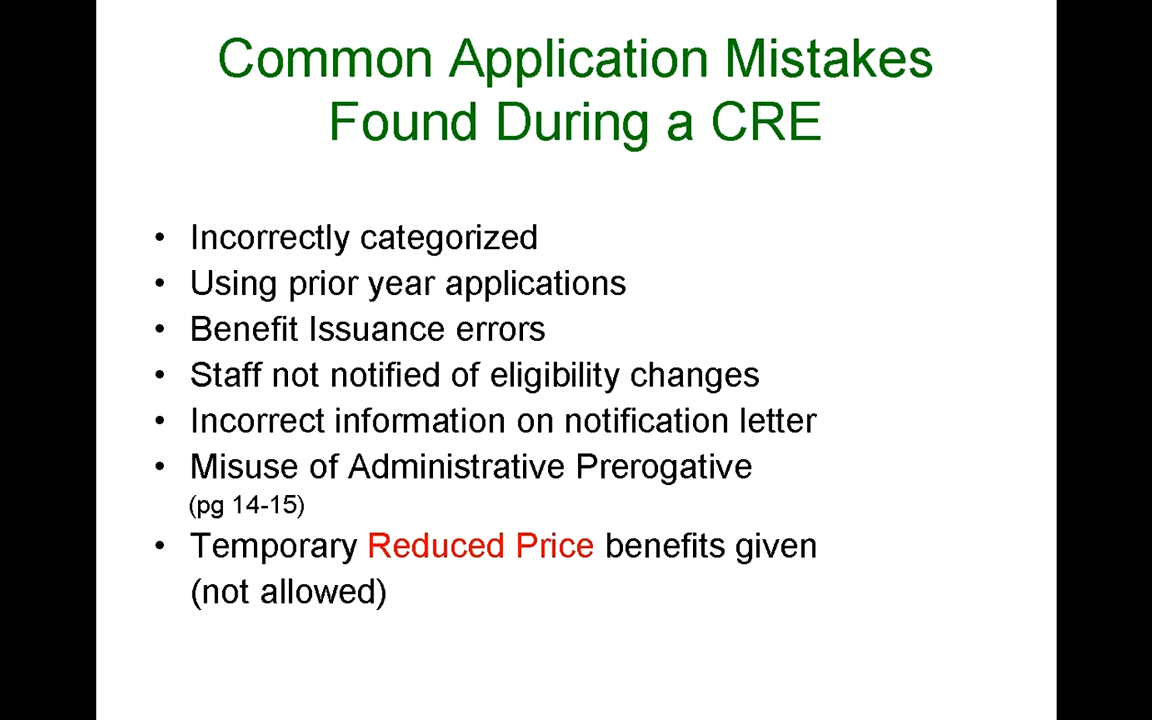 Common Application Mistakes
Found During a CRE
• Incorrectly categorized
• Using prior year applications
• Benefit Issuance errors
• Staff not notified of eligibility changes
• Incorrect information on notification letter
• Misuse of Administrative Prerogative
(pg 14-15)
• Temporary Reduced Price benefits given
(not allowed)